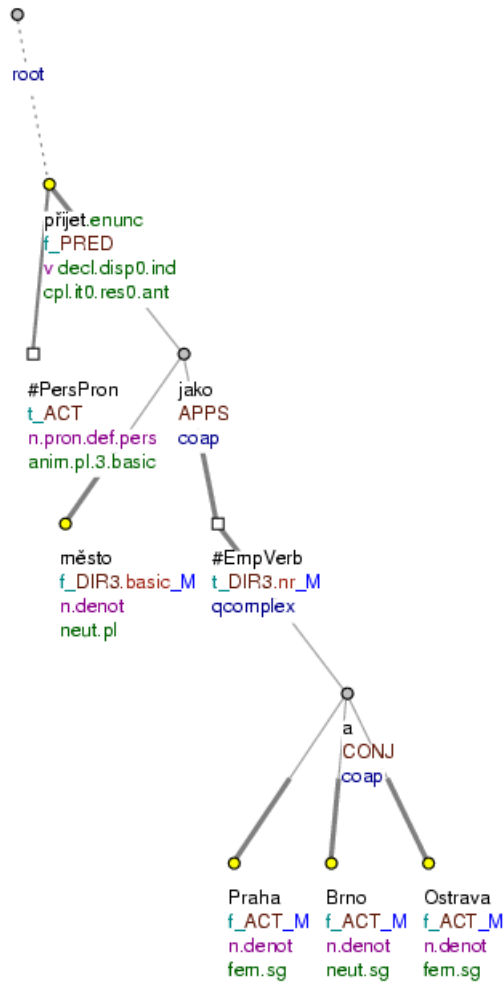 root
přijet.enunc
f_PRED
v decl.disp0.ind
cpl.it0.res0.ant
#PersPron
t_ACT
n.pron.def.pers
anim.pl.3.basic
jako
APPS
coap
město
f_DIR3.basic_M
n.denot
neut.pl
#EmpVerb
t_DIR3.nr_M
qcomplex
a
CONJ
coap
Praha
f_ACT_M
n.denot
fem.sg
Brno
f_ACT_M
n.denot
neut.sg
Ostrava
f_ACT_M
n.denot
fem.sg